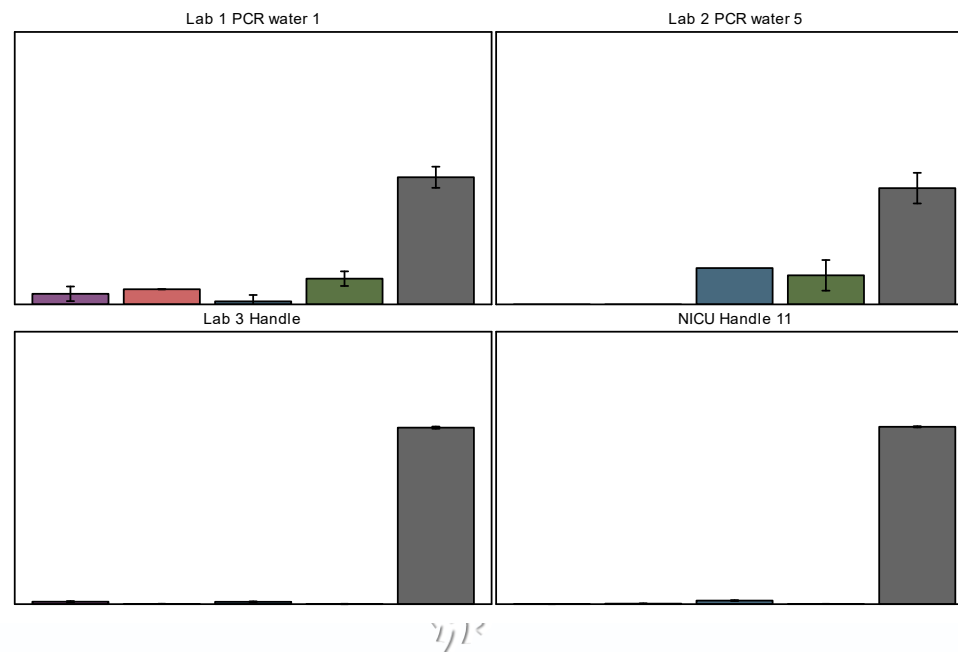 Lab 1 PCR water 1
Lab 2 PCR water 5
Lab 3 Handle
NICU Handle 11